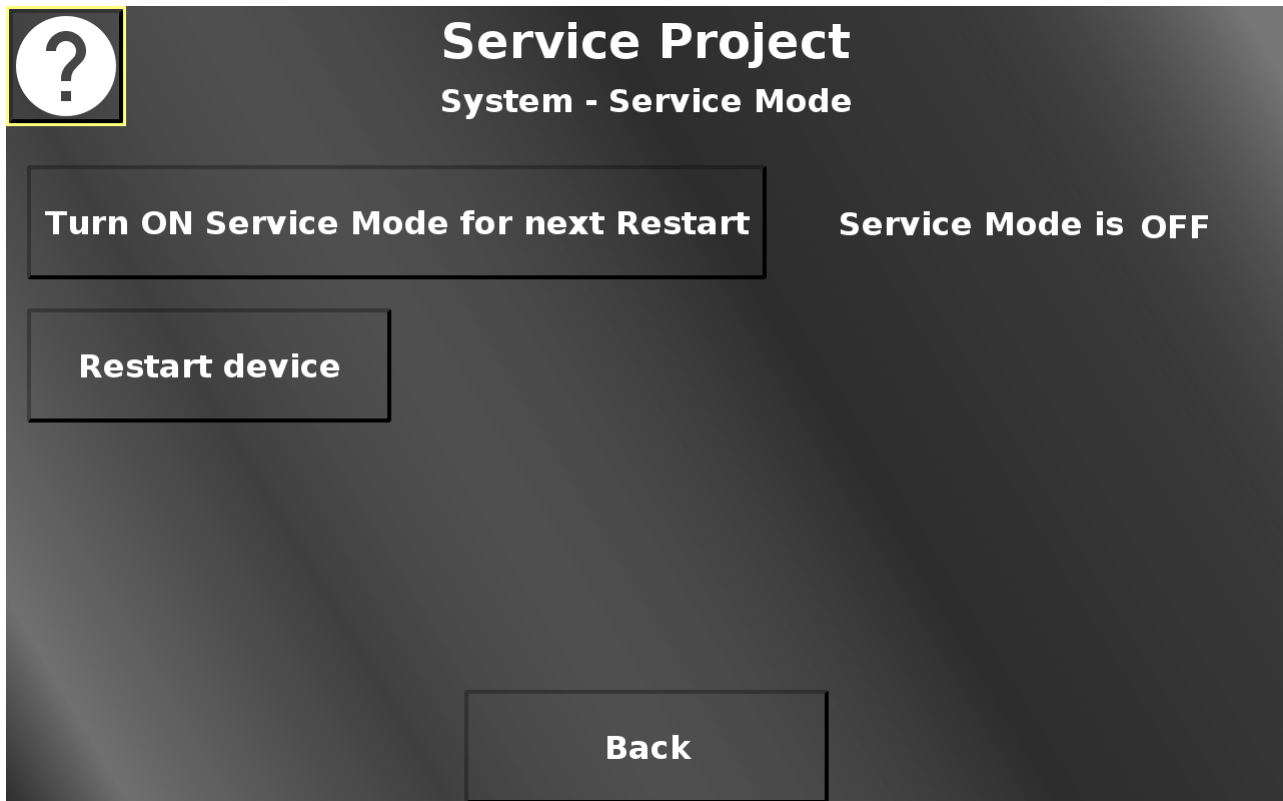 ?
Service Project
System - Service Mode
Turn ON Service Mode for next Restart
Service Mode is OFF
Restart device
Back